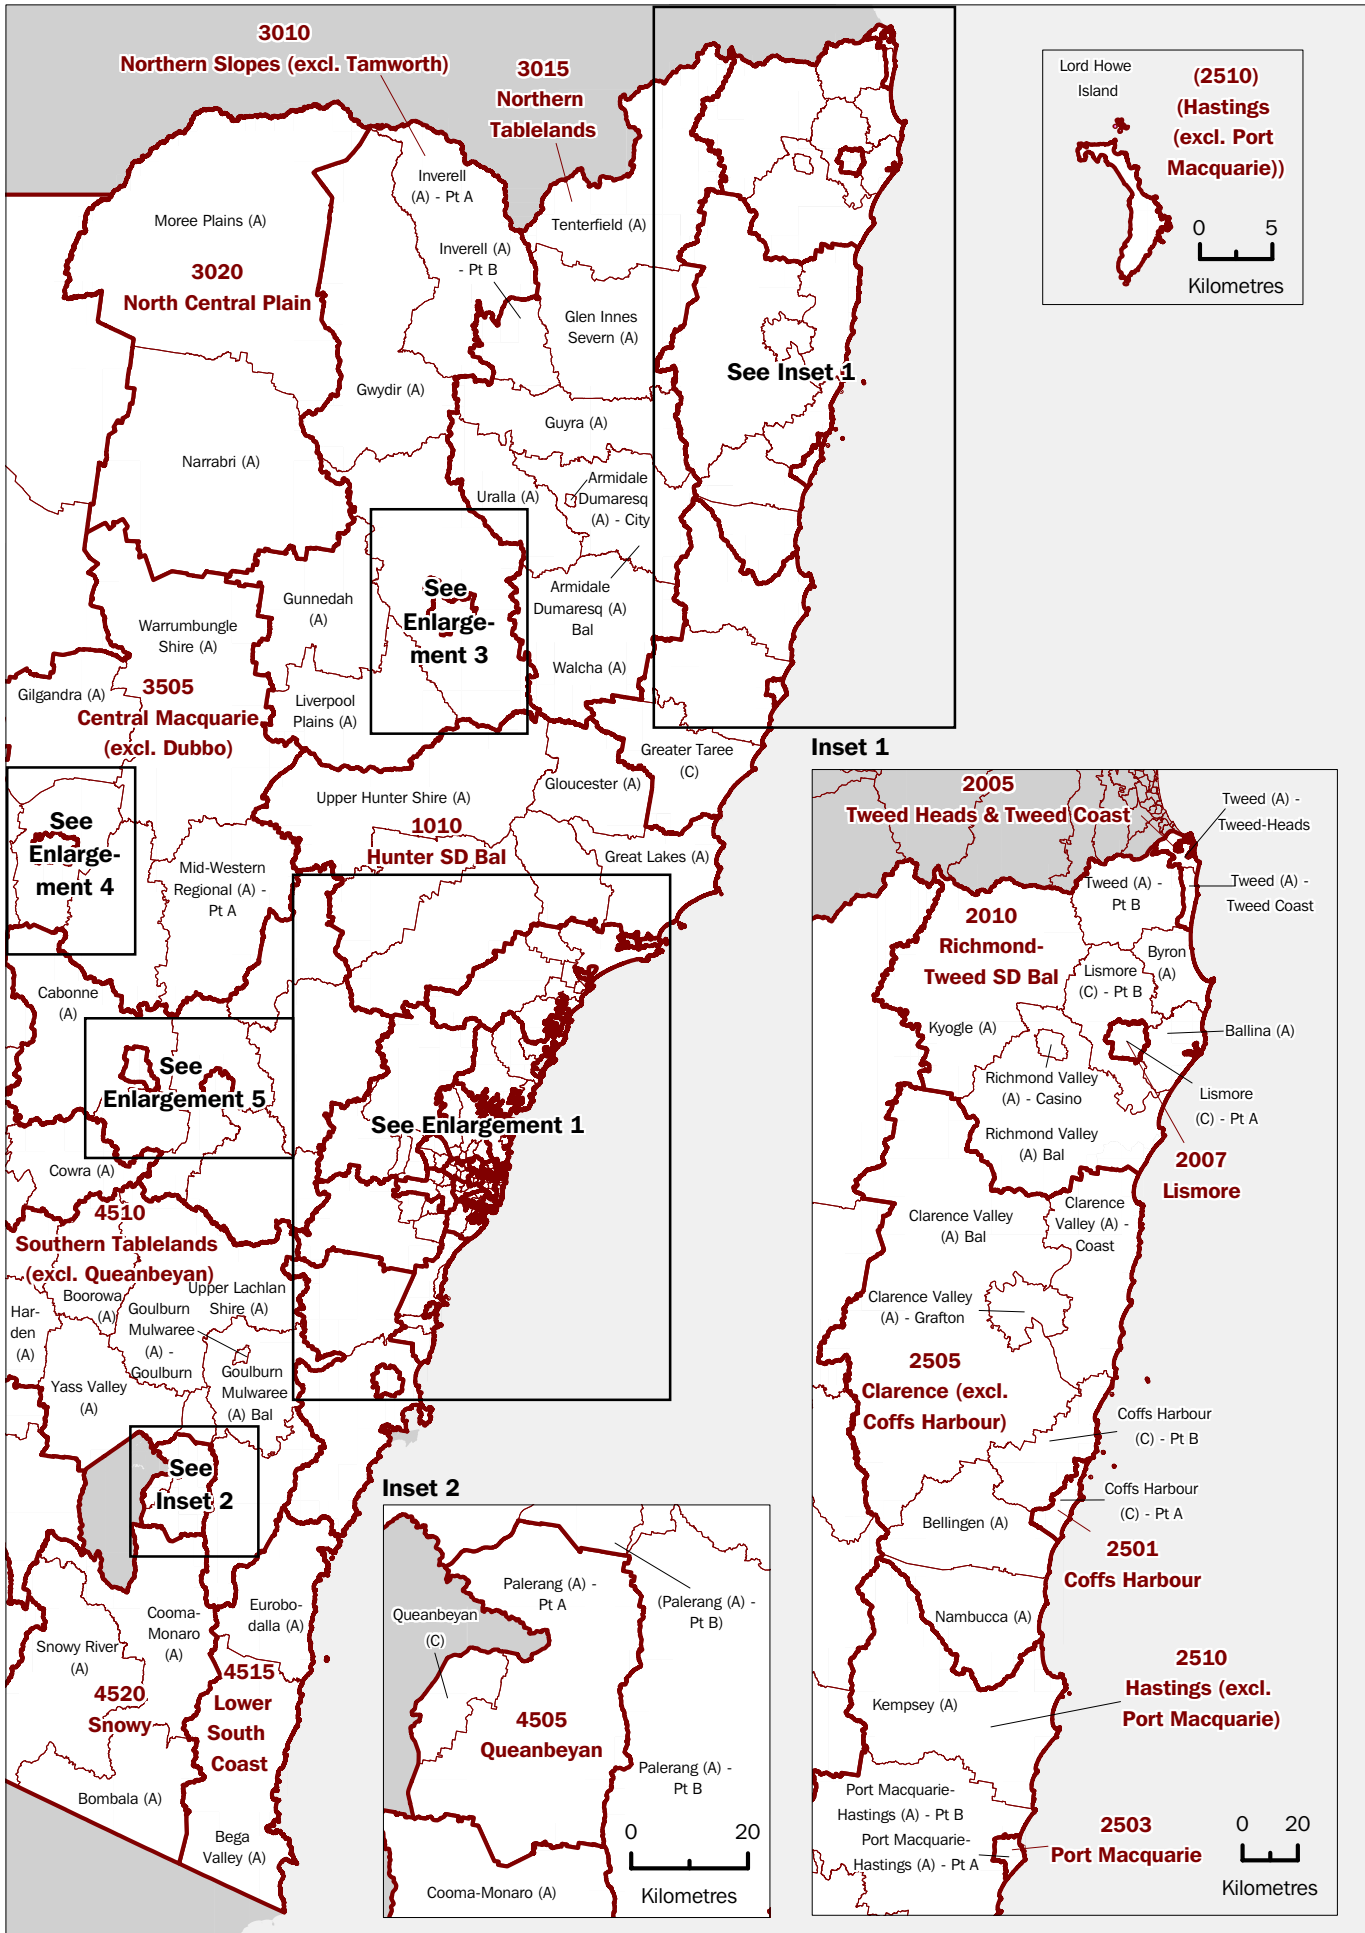 3010
Northern Slopes (excl. Tamworth)
3015
Northern
Tablelands
Lord Howe
Island
(2510)
(Hastings
(excl. Port
Macquarie))
0 5
Kilometres
Inverell
(A) - Pt A
Moree Plains (A)
Tenterfield (A)
Inverell (A)
- Pt B
3020
North Central Plain
Glen Innes
Severn (A)
See Inset 1
Gwydir (A)
Guyra (A)
Narrabri (A)
Uralla (A)
Armidale
Dumaresq
(A) - City
See
Enlarge-
ment 3
Gunnedah
(A)
Armidale
Dumaresq (A)
Bal
Warrumbungle
Shire (A)
Walcha (A)
Gilgandra (A)
3505
Central Macquarie
(excl. Dubbo)
Liverpool
Plains (A)
Greater Taree
(C)
Gloucester (A)
Upper Hunter Shire (A)
1010
Hunter SD Bal
See
Enlarge-
ment 4
Mid-Western
Regional (A) -
Pt A
Great Lakes (A)
Cabonne
(A)
See
Enlargement 5
See Enlargement 1
Cowra (A)
4510
Southern Tablelands
(excl. Queanbeyan)
Boorowa
(A)
Upper Lachlan
Shire (A)
Har-
den
(A)
Goulburn
Mulwaree
(A) -
Goulburn
Goulburn
Mulwaree
(A) Bal
Yass Valley
(A)
See
Inset 2
Cooma-
Monaro
(A)
Eurobo-
dalla (A)
Snowy River
(A)
4520
Snowy
4515
Lower
South
Coast
Bombala (A)
Bega
Valley (A)
Inset 2
Palerang (A) -
Pt A
(Palerang (A) -
Pt B)
Queanbeyan
(C)
4505
Queanbeyan
Palerang (A) -
Pt B
0 20
Kilometres
Cooma-Monaro (A)
Inset 1
2005
Tweed Heads & Tweed Coast
Tweed (A) -
Tweed-Heads
Tweed (A) -
Pt B
Tweed (A) -
Tweed Coast
2010
Richmond-
Tweed SD Bal
Byron
(A)
Lismore
(C) - Pt B
Kyogle (A)
Ballina (A)
Richmond Valley
(A) - Casino
Lismore
(C) - Pt A
Richmond Valley
(A) Bal
2007
Lismore
Clarence Valley
(A) Bal
Clarence
Valley (A) -
Coast
Clarence Valley
(A) - Grafton
2505
Clarence (excl.
Coffs Harbour)
Coffs Harbour
(C) - Pt B
Coffs Harbour
(C) - Pt A
Bellingen (A)
2501
Coffs Harbour
Nambucca (A)
2510
Hastings (excl.
Port Macquarie)
Kempsey (A)
Port Macquarie-
Hastings (A) - Pt B
Port Macquarie-
Hastings (A) - Pt A
2503
Port Macquarie
0 20
Kilometres